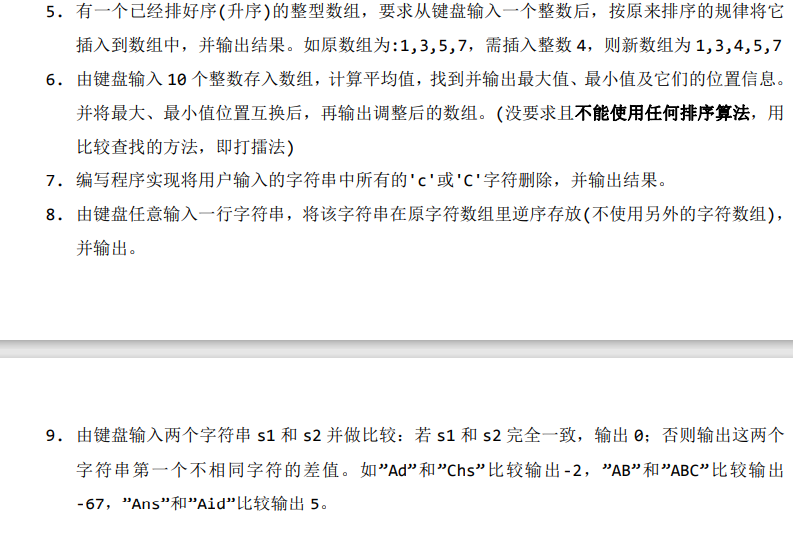 5. 有一个已经排好序(升序)的整型数组，要求从键盘输入一个整数后，按原来排序的规律将它
插入到数组中，并输出结果。如原数组为:1,3,5,7，需插入整数 4，则新数组为 1,3,4,5,7
6. 由键盘输入 10 个整数存入数组，计算平均值，找到并输出最大值、最小值及它们的位置信息。
并将最大、最小值位置互换后，再输出调整后的数组。(没要求且不能使用任何排序算法，用
比较查找的方法，即打擂法)
7. 编写程序实现将用户输入的字符串中所有的'c'或'C'字符删除，并输出结果。
8. 由键盘任意输入一行字符串，将该字符串在原字符数组里逆序存放(不使用另外的字符数组)，
并输出。
9. 由键盘输入两个字符串 s1 和 s2 并做比较：若 s1 和 s2 完全一致，输出 0；否则输出这两个
字符串第一个不相同字符的差值。如”Ad”和”Chs”比较输出-2，”AB”和”ABC”比较输出
-67，”Ans”和”Aid”比较输出 5。